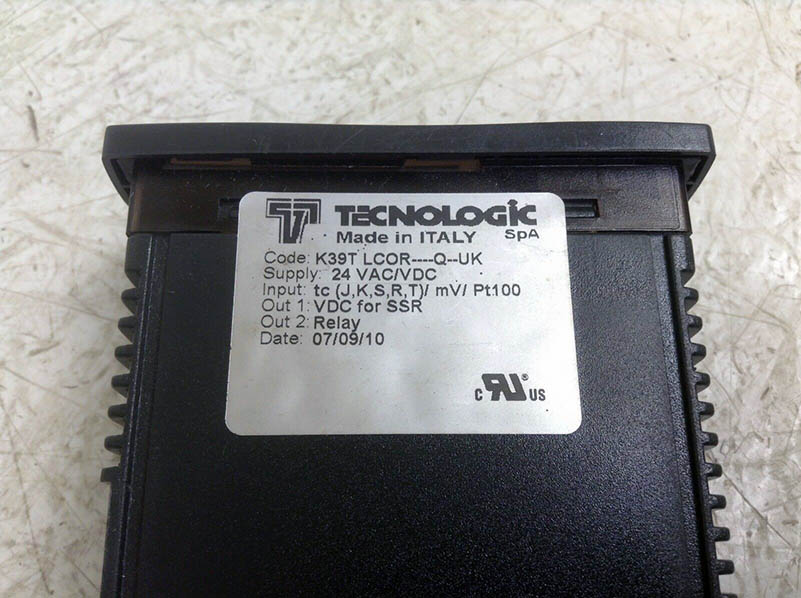 TECNOLOGIC
Made in ITALY SpA
Code: K39T LCOR----Q--UK
Supply: 24 VAC/VDC
Input: tc (J,K,S,R,T)/ mV/ Pt100
Out 1: VDC for SSR
Out 2: Relay
Date: 07/09/10
c RU® US